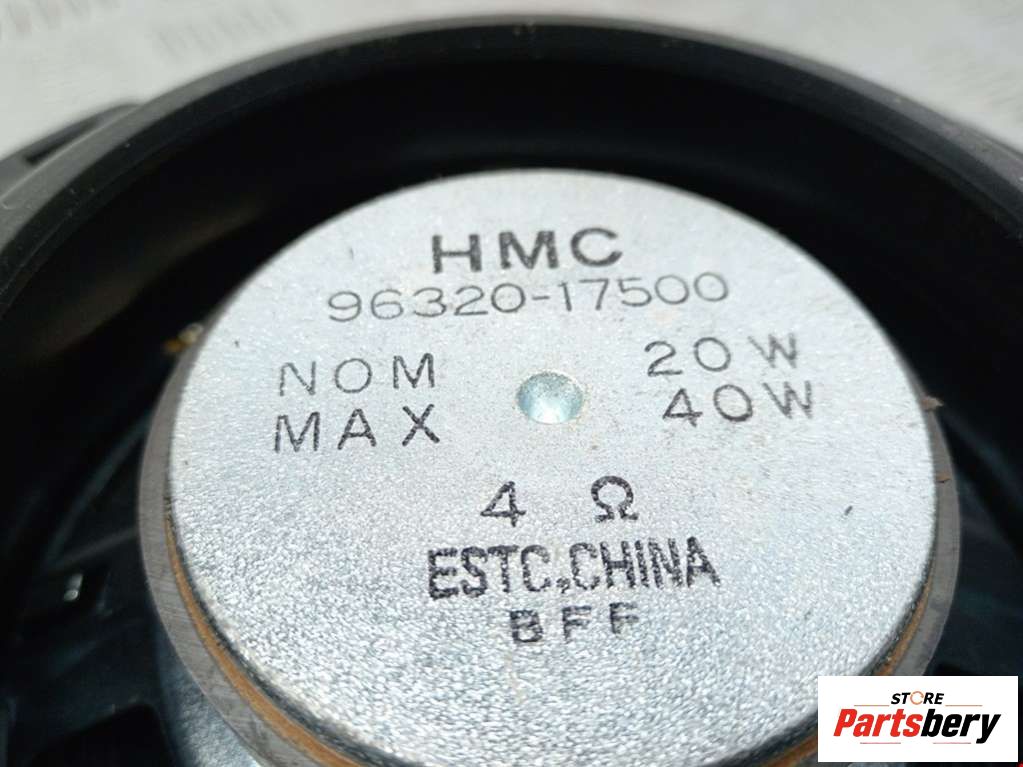 HMC
96320-17500
NOM 20W
MAX 40W
4 Ω
ESTC,CHINA
BFF
STORE
Partsbery